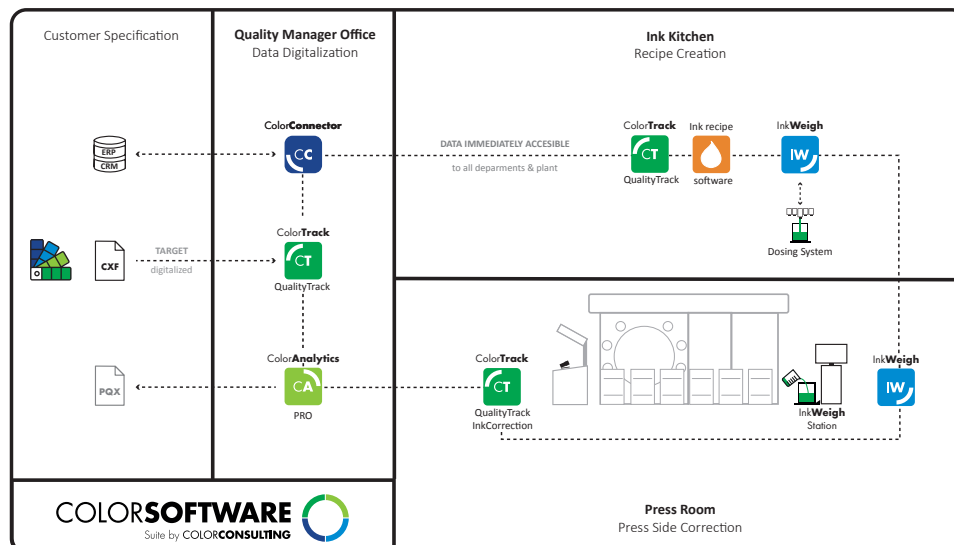 Customer Specification
Quality Manager Office
Data Digitalization
Ink Kitchen
Recipe Creation
ERP
CRM
ColorConnector
CC
DATA IMMEDIATELY ACCESIBLE
to all deparments & plant
ColorTrack
CT
QualityTrack
Ink recipe
software
InkWeigh
IW
Dosing System
CXF
TARGET
digitalized
ColorTrack
CT
QualityTrack
PQX
ColorAnalytics
CA
PRO
ColorTrack
CT
QualityTrack
InkCorrection
InkWeigh
Station
InkWeigh
IW
COLORSOFTWARE
Suite by COLORCONSULTING
Press Room
Press Side Correction